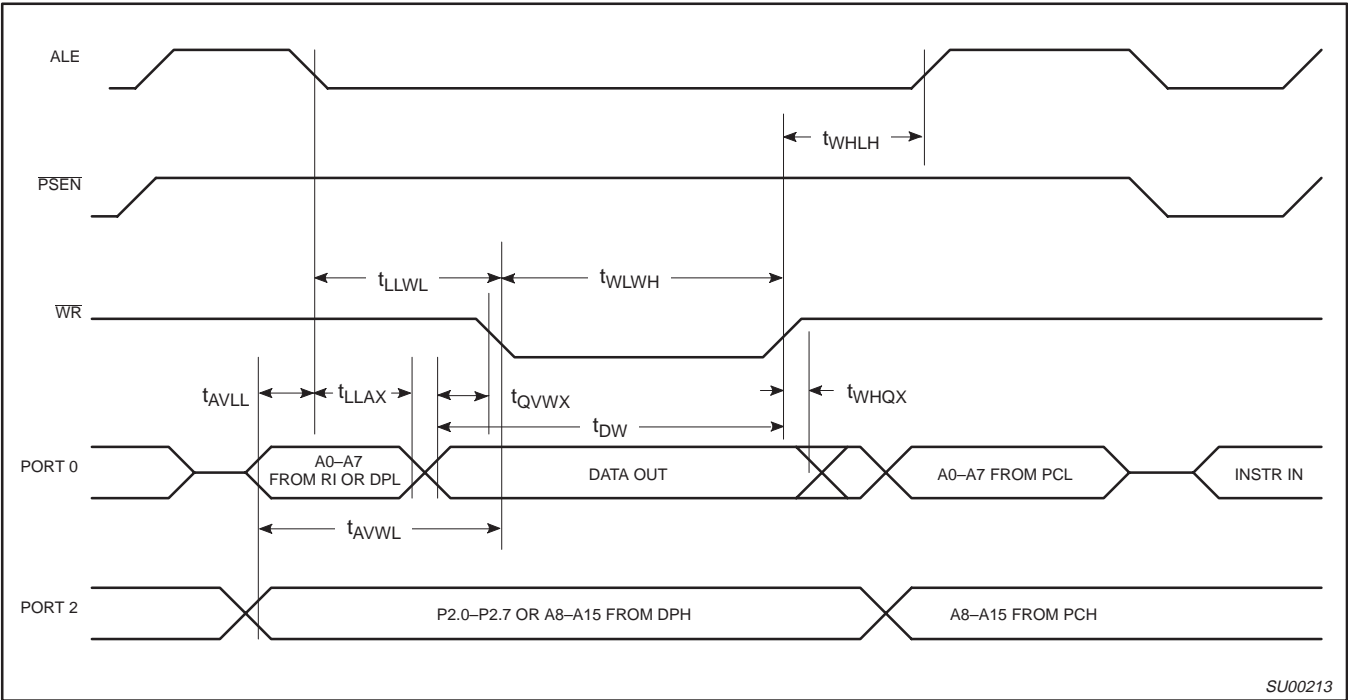 ALE
tWHLH
PSEN
tLLWL
tWLWH
WR
tAVLL
tLLAX
tQVWX
tWHQX
tDW
PORT 0
A0–A7
FROM RI OR DPL
DATA OUT
A0–A7 FROM PCL
INSTR IN
tAVWL
PORT 2
P2.0–P2.7 OR A8–A15 FROM DPH
A8–A15 FROM PCH
SU00213